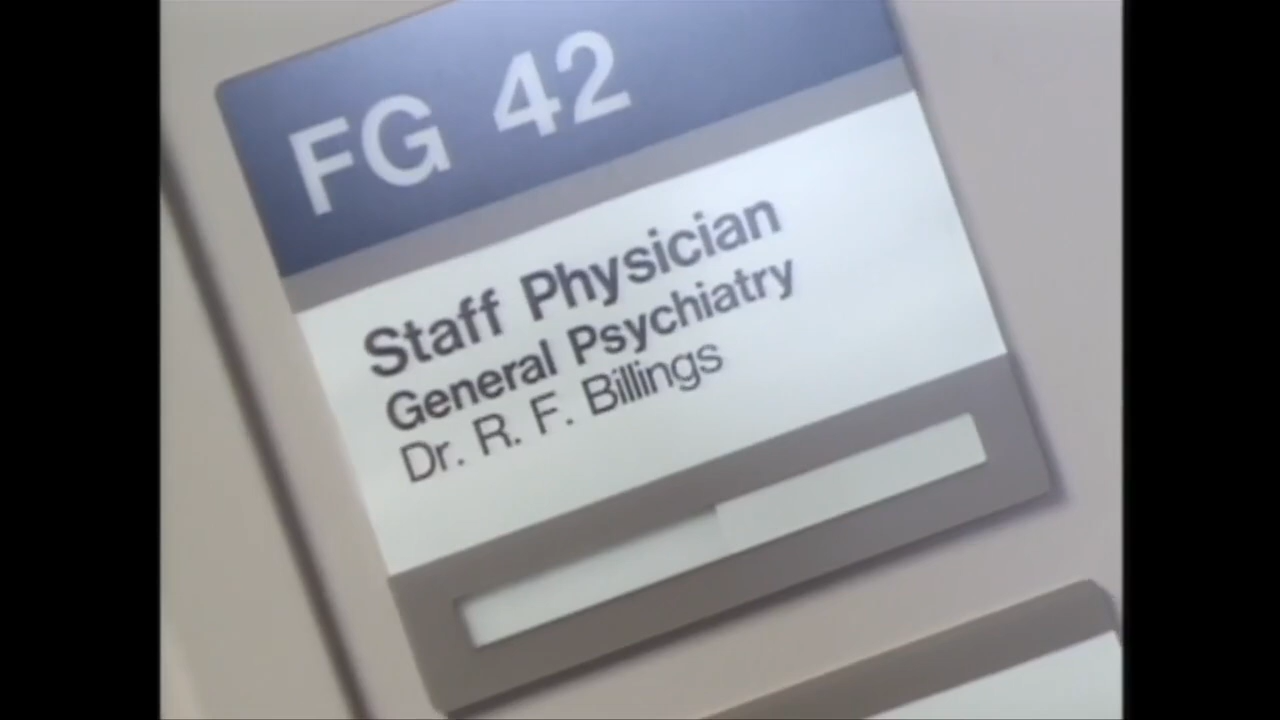 FG 42
Staff Physician
General Psychiatry
Dr. R. F. Billings